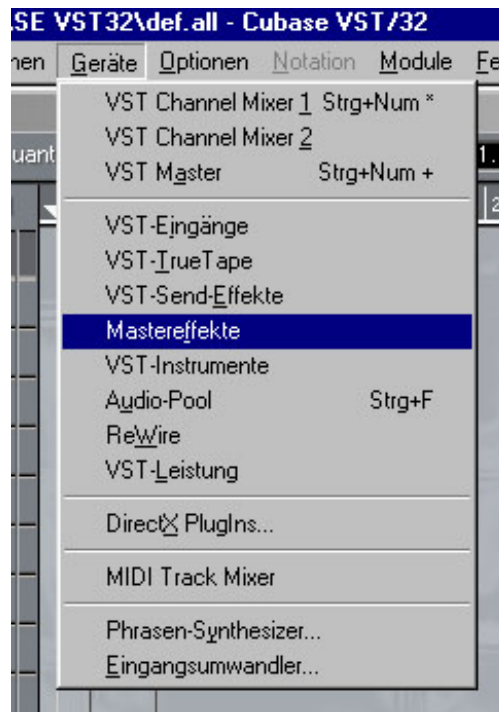 .SE VST32\def.all - Cubase VST/32
nen Geräte Optionen Notation Module Fe
VST Channel Mixer 1 Strg+Num *
VST Channel Mixer 2
uant
1.
VST Master Strg+Num +
2
VST-Eingänge
VST-TrueTape
VST-Send-Effekte
Mastereffekte
VST-Instrumente
Audio-Pool Strg+F
ReWire
VST-Leistung
DirectX PlugIns...
MIDI Track Mixer
Phrasen-Synthesizer...
Eingangsumwandler...